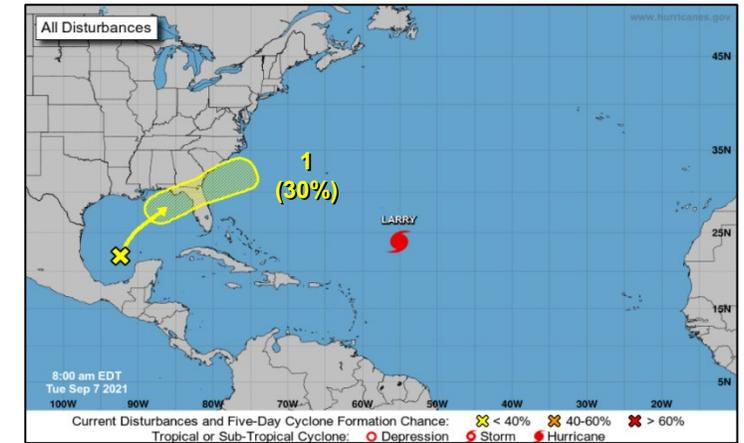 All Disturbances
www.hurricanes.gov
45N
35N
1
(30%)
LARRY
25N
15N
8:00 am EDT
Tue Sep 7 2021
5N
100W 90W 80W 70W 60W 50W 40W 30W 20W
Current Disturbances and Five-Day Cyclone Formation Chance: < 40% 40-60% > 60%
Tropical or Sub-Tropical Cyclone: Depression Storm Hurricane